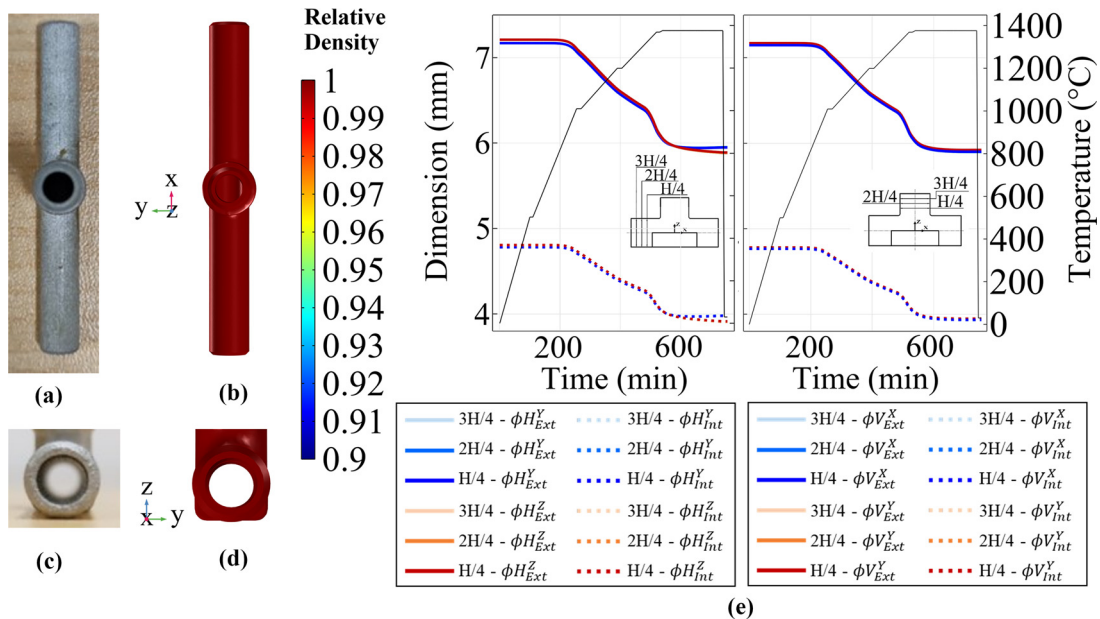 Relative
Density
1
0.99
0.98
0.97
0.96
0.95
0.94
0.93
0.92
0.91
0.9
x
y
z
(a)
(b)
z
x
y
(c)
(d)
Dimension (mm)
7
6
5
4
200
600
Time (min)
3H/4
2H/4
H/4
z
x
200
600
Time (min)
2H/4
3H/4
H/4
z
x
1400
1200
1000
800
600
400
200
0
Temperature (°C)
3H/4 - ϕH^Y_Ext 3H/4 - ϕH^Y_Int
2H/4 - ϕH^Y_Ext 2H/4 - ϕH^Y_Int
H/4 - ϕH^Y_Ext H/4 - ϕH^Y_Int
3H/4 - ϕH^Z_Ext 3H/4 - ϕH^Z_Int
2H/4 - ϕH^Z_Ext 2H/4 - ϕH^Z_Int
H/4 - ϕH^Z_Ext H/4 - ϕH^Z_Int
3H/4 - ϕV^X_Ext 3H/4 - ϕV^X_Int
2H/4 - ϕV^X_Ext 2H/4 - ϕV^X_Int
H/4 - ϕV^X_Ext H/4 - ϕV^X_Int
3H/4 - ϕV^Y_Ext 3H/4 - ϕV^Y_Int
2H/4 - ϕV^Y_Ext 2H/4 - ϕV^Y_Int
H/4 - ϕV^Y_Ext H/4 - ϕV^Y_Int
(e)